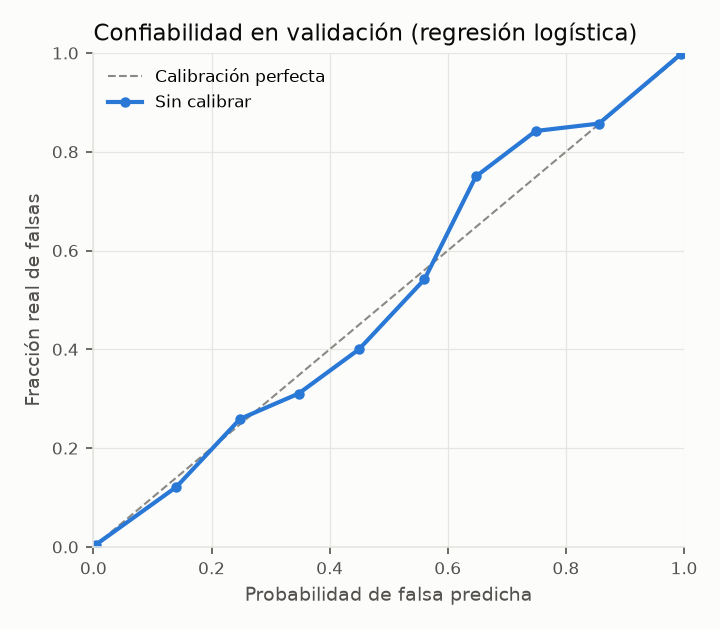 Confiabilidad en validación (regresión logística)
Calibración perfecta
Sin calibrar
Fracción real de falsas
1.0
0.8
0.6
0.4
0.2
0.0
0.0 0.2 0.4 0.6 0.8 1.0
Probabilidad de falsa predicha